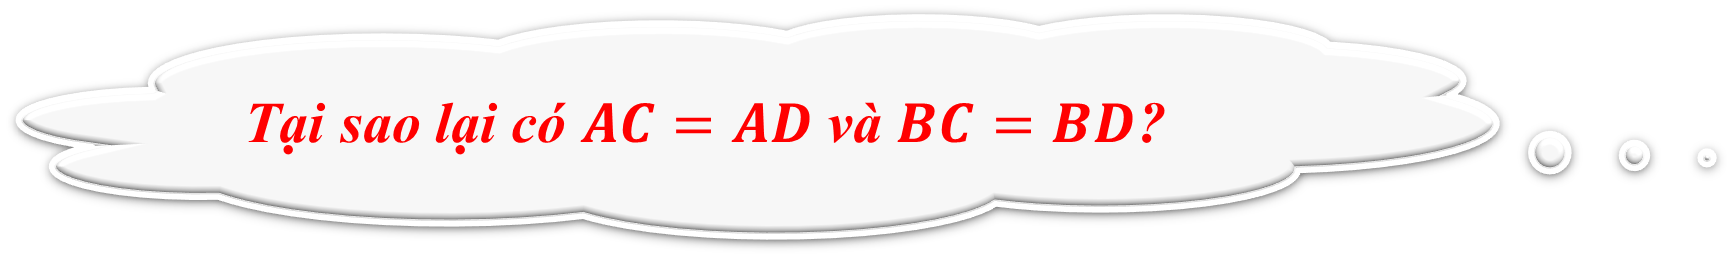 Tại sao lại có AC = AD và BC = BD?